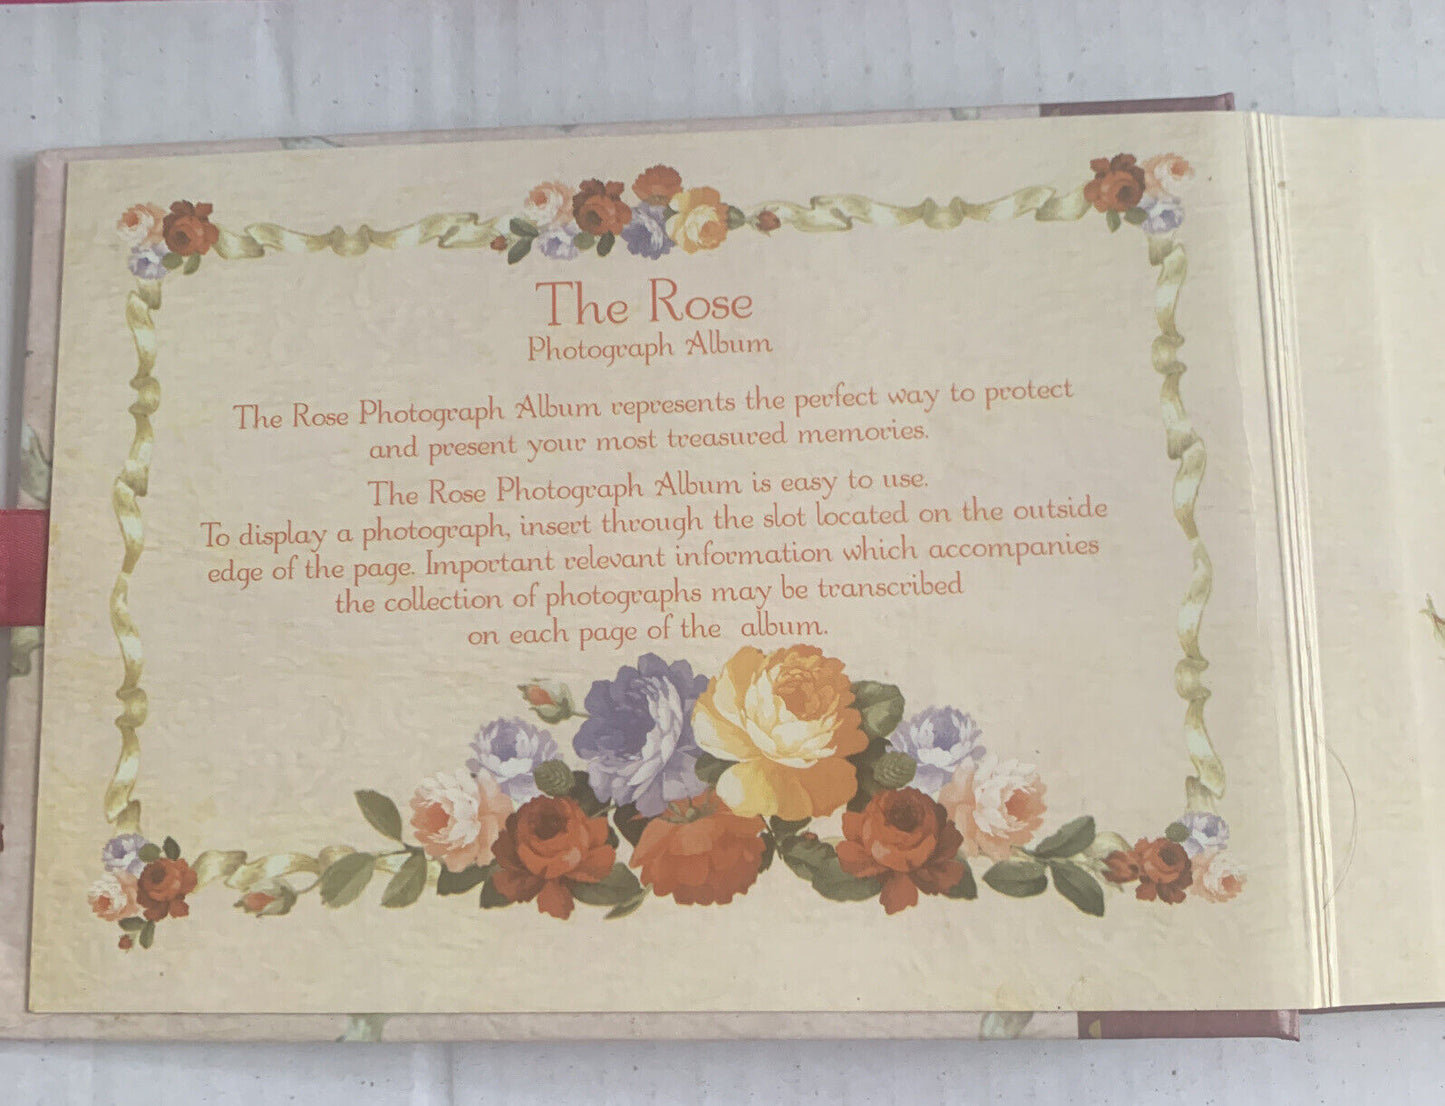 The Rose
Photograph Album
The Rose Photograph Album represents the perfect way to protect
and present your most treasured memories.
The Rose Photograph Album is easy to use.
To display a photograph, insert through the slot located on the outside
edge of the page. Important relevant information which accompanies
the collection of photographs may be transcribed
on each page of the album.